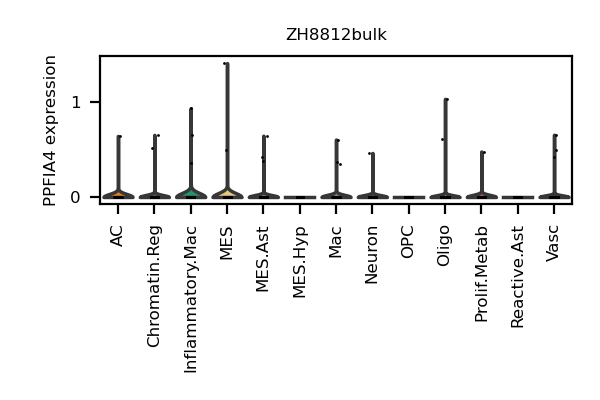 ZH8812bulk
PPFIA4 expression
1
0
AC
Chromatin.Reg
Inflammatory.Mac
MES
MES.Ast
MES.Hyp
Mac
Neuron
OPC
Oligo
Prolif.Metab
Reactive.Ast
Vasc